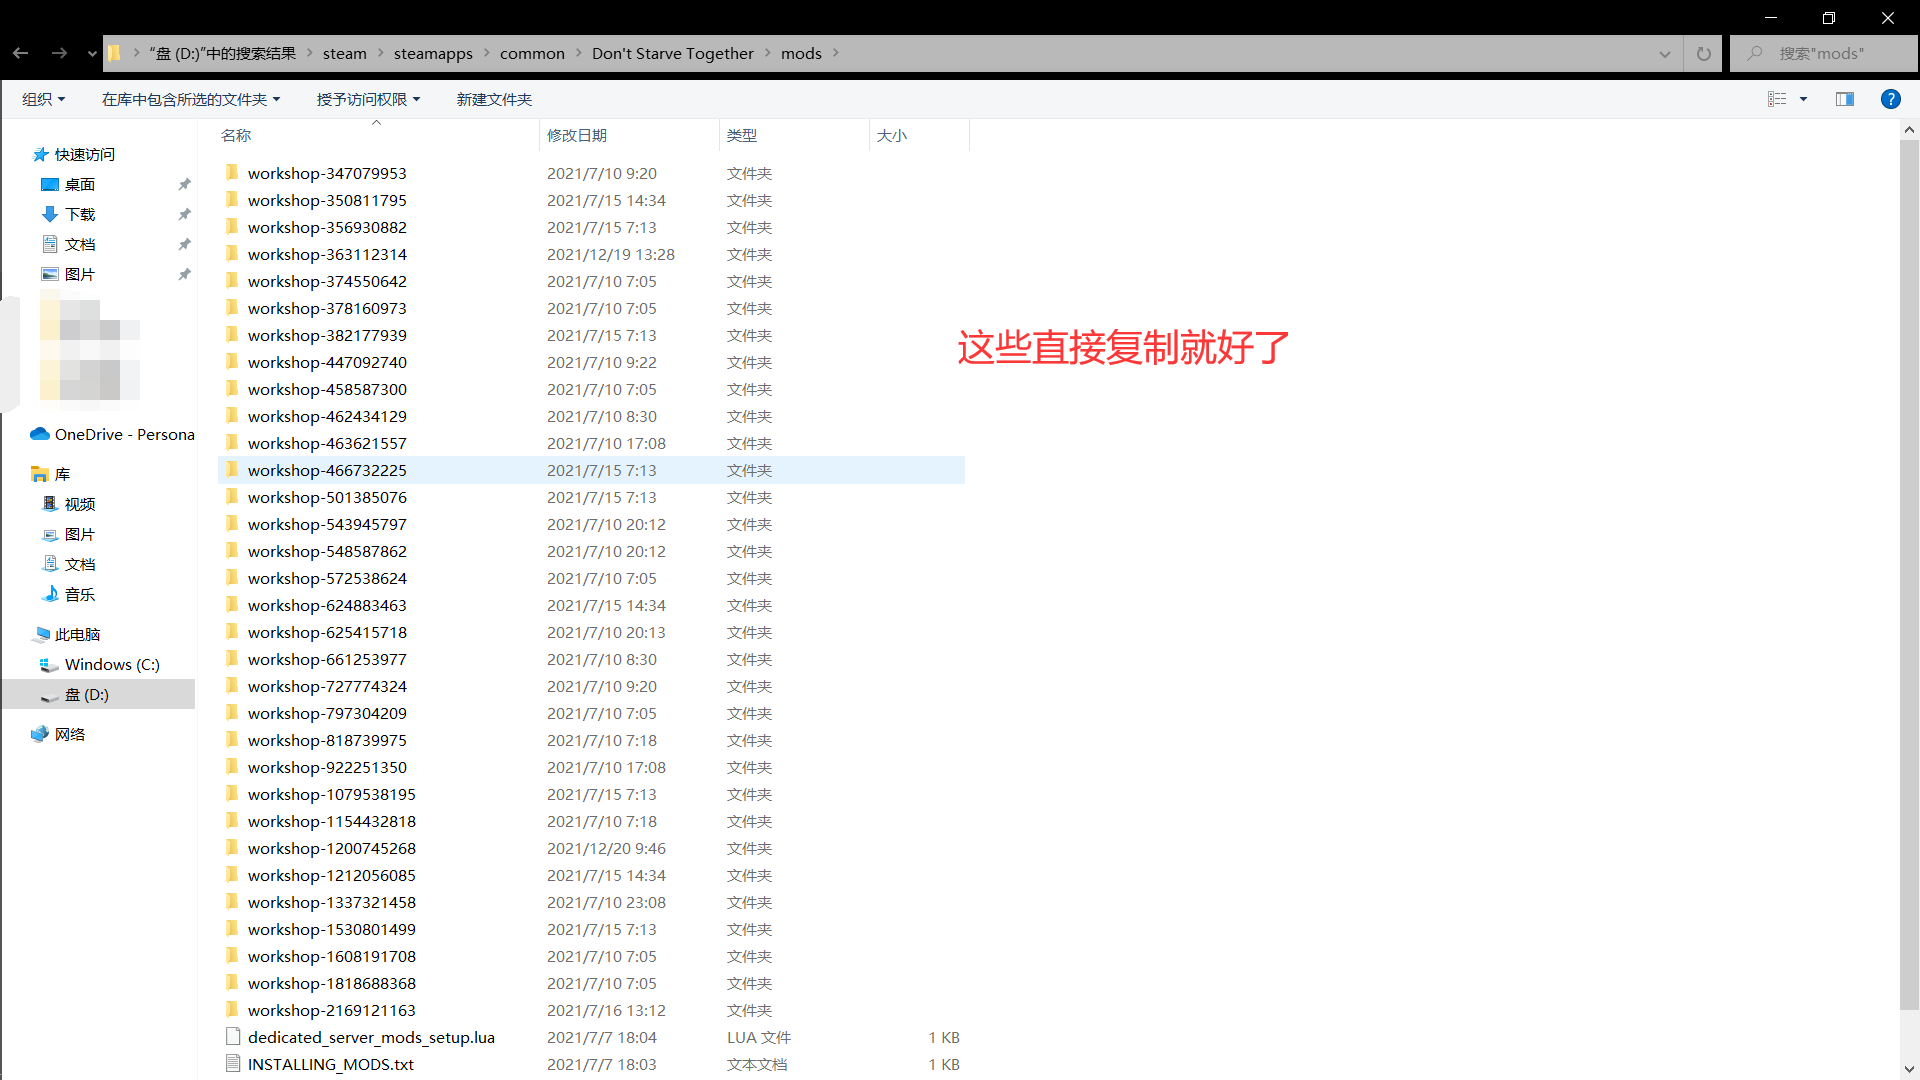 “盘 (D:)”中的搜索结果 > steam > steamapps > common > Don't Starve Together > mods >
搜索"mods"
组织 在库中包含所选的文件夹 授予访问权限 新建文件夹
名称 修改日期 类型 大小
快速访问
桌面
下载
文档
图片
OneDrive - Persona
库
视频
图片
文档
音乐
此电脑
Windows (C:)
盘 (D:)
网络
workshop-347079953 2021/7/10 9:20 文件夹
workshop-350811795 2021/7/15 14:34 文件夹
workshop-356930882 2021/7/15 7:13 文件夹
workshop-363112314 2021/12/19 13:28 文件夹
workshop-374550642 2021/7/10 7:05 文件夹
workshop-378160973 2021/7/10 7:05 文件夹
workshop-382177939 2021/7/15 7:13 文件夹
workshop-447092740 2021/7/10 9:22 文件夹
workshop-458587300 2021/7/10 7:05 文件夹
workshop-462434129 2021/7/10 8:30 文件夹
workshop-463621557 2021/7/10 17:08 文件夹
workshop-466732225 2021/7/15 7:13 文件夹
workshop-501385076 2021/7/15 7:13 文件夹
workshop-543945797 2021/7/10 20:12 文件夹
workshop-548587862 2021/7/10 20:12 文件夹
workshop-572538624 2021/7/10 7:05 文件夹
workshop-624883463 2021/7/15 14:34 文件夹
workshop-625415718 2021/7/10 20:13 文件夹
workshop-661253977 2021/7/10 8:30 文件夹
workshop-727774324 2021/7/10 9:20 文件夹
workshop-797304209 2021/7/10 7:05 文件夹
workshop-818739975 2021/7/10 7:18 文件夹
workshop-922251350 2021/7/10 17:08 文件夹
workshop-1079538195 2021/7/15 7:13 文件夹
workshop-1154432818 2021/7/10 7:18 文件夹
workshop-1200745268 2021/12/20 9:46 文件夹
workshop-1212056085 2021/7/15 14:34 文件夹
workshop-1337321458 2021/7/10 23:08 文件夹
workshop-1530801499 2021/7/15 7:13 文件夹
workshop-1608191708 2021/7/10 7:05 文件夹
workshop-1818688368 2021/7/10 7:05 文件夹
workshop-2169121163 2021/7/16 13:12 文件夹
dedicated_server_mods_setup.lua 2021/7/7 18:04 LUA 文件 1 KB
INSTALLING_MODS.txt 2021/7/7 18:03 文本文档 1 KB
这些直接复制就好了